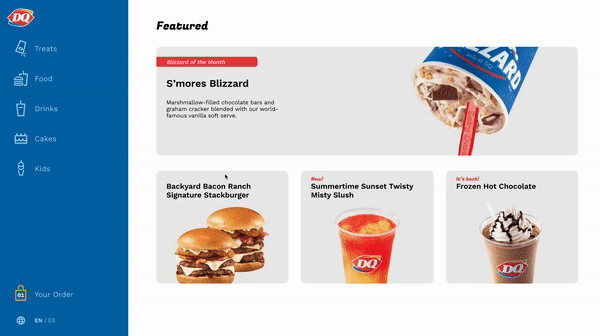 DQ
Treats
Food
Drinks
Cakes
Kids
01
Your Order
EN / ES
Featured
Blizzard of the Month
S'mores Blizzard
Marshmallow-filled chocolate bars and
graham cracker blended with our world-
famous vanilla soft serve.
BLIZZARD
Backyard Bacon Ranch
Signature Stackburger
New!
Summertime Sunset Twisty
Misty Slush
DQ
It's back!
Frozen Hot Chocolate
DQ